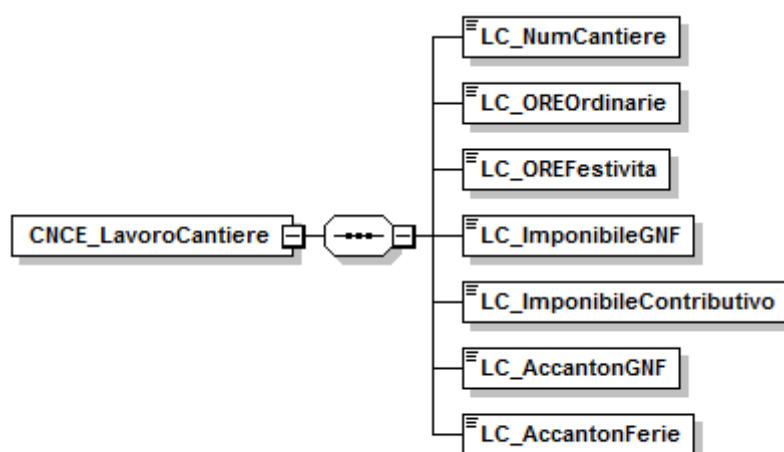 LC_NumCantiere
LC_OREOrdinarie
LC_OREFestivita
CNCE_LavoroCantiere
LC_ImponibileGNF
LC_ImponibileContributivo
LC_AccantonGNF
LC_AccantonFerie